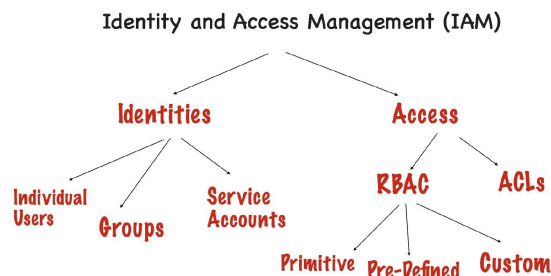 Identity and Access Management (IAM)
Identities
Access
Individual
Users
Groups
Service
Accounts
RBAC
ACLs
Primitive
Pre-Defined
Custom